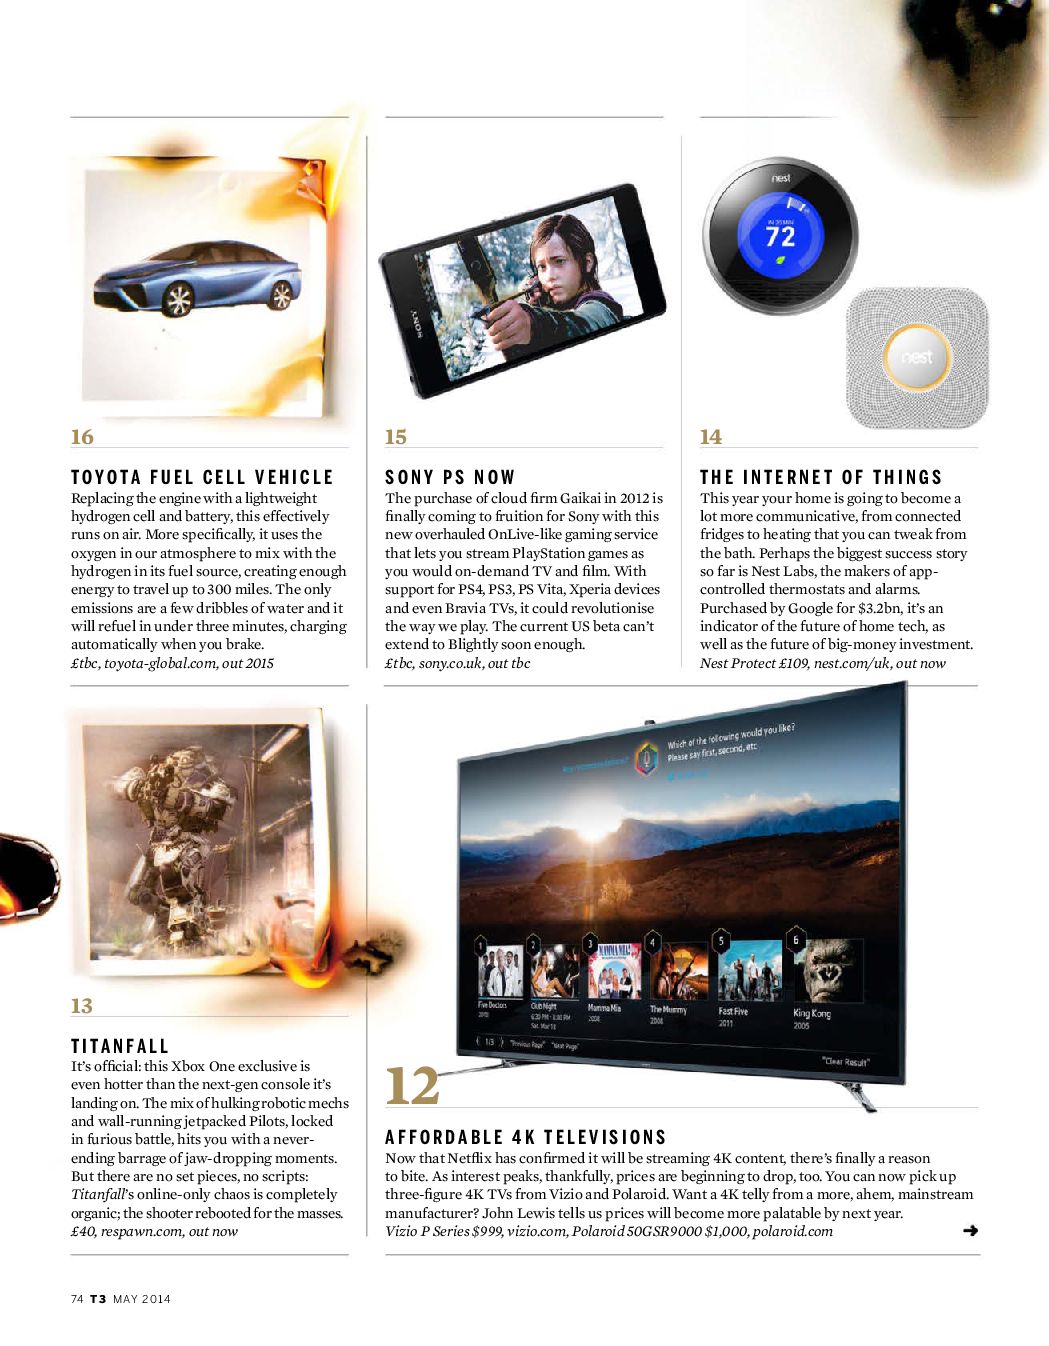 nest
IN 20 MIN
72
SONY
nest
16
TOYOTA FUEL CELL VEHICLE
Replacing the engine with a lightweight
hydrogen cell and battery, this effectively
runs on air. More specifically, it uses the
oxygen in our atmosphere to mix with the
hydrogen in its fuel source, creating enough
energy to travel up to 300 miles. The only
emissions are a few dribbles of water and it
will refuel in under three minutes, charging
automatically when you brake.
£tbc, toyota-global.com, out 2015
15
SONY PS NOW
The purchase of cloud firm Gaikai in 2012 is
finally coming to fruition for Sony with this
new overhauled OnLive-like gaming service
that lets you stream PlayStation games as
you would on-demand TV and film. With
support for PS4, PS3, PS Vita, Xperia devices
and even Bravia TVs, it could revolutionise
the way we play. The current US beta can't
extend to Blightly soon enough.
£tbc, sony.co.uk, out tbc
14
THE INTERNET OF THINGS
This year your home is going to become a
lot more communicative, from connected
fridges to heating that you can tweak from
the bath. Perhaps the biggest success story
so far is Nest Labs, the makers of app-
controlled thermostats and alarms.
Purchased by Google for $3.2bn, it's an
indicator of the future of home tech, as
well as the future of big-money investment.
Nest Protect £109, nest.com/uk, out now
13
TITANFALL
It's official: this Xbox One exclusive is
even hotter than the next-gen console it's
landing on. The mix of hulking robotic mechs
and wall-running jetpacked Pilots, locked
in furious battle, hits you with a never-
ending barrage of jaw-dropping moments.
But there are no set pieces, no scripts:
Titanfall's online-only chaos is completely
organic; the shooter rebooted for the masses.
£40, respawn.com, out now
Which of the following would you like?
Please say first, second, etc
1
2
3
4
5
6
MAMMA MIA!
Five Doctors
2010
Club Night
6:20 PM - 8:30 PM
Sat. Mar 18
Mamma Mia
2008
The Mummy
2008
Fast Five
2011
King Kong
2005
1/3
"Previous Page"
"Next Page"
"Clear Result"
12
AFFORDABLE 4K TELEVISIONS
Now that Netflix has confirmed it will be streaming 4K content, there's finally a reason
to bite. As interest peaks, thankfully, prices are beginning to drop, too. You can now pick up
three-figure 4K TVs from Vizio and Polaroid. Want a 4K telly from a more, ahem, mainstream
manufacturer? John Lewis tells us prices will become more palatable by next year.
Vizio P Series $999, vizio.com, Polaroid 50GSR9000 $1,000, polaroid.com
74 T3 MAY 2014